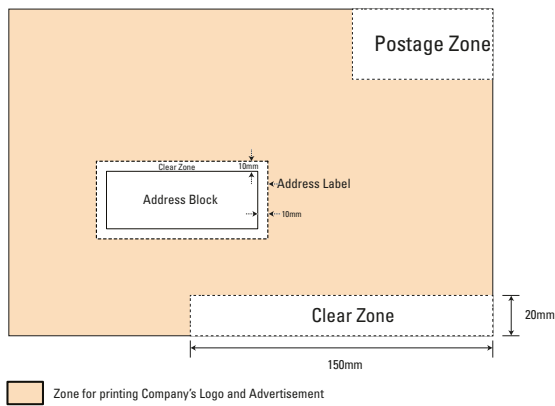 Postage Zone
Clear Zone
10mm
Address Block
Address Label
10mm
Clear Zone
20mm
150mm
Zone for printing Company's Logo and Advertisement